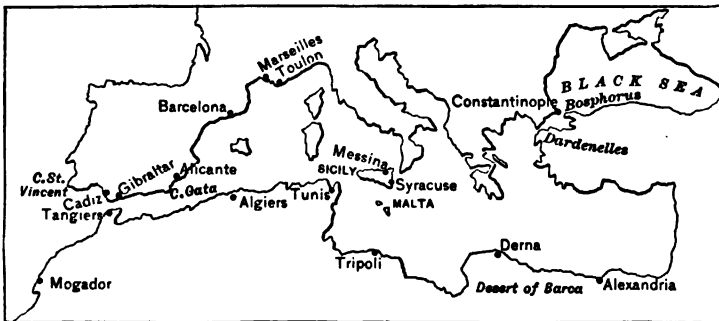 Marseilles
Toulon
BLACK SEA
Constantinople
Bosphorus
Barcelona
Dardenelles
Messina
SICILY
Alicante
Gibraltar
C. St.
Vincent
Syracuse
C. Gata
Cadiz
Tunis
Algiers
MALTA
Tangiers
Derna
Tripoli
Mogador
Desert of Barca
Alexandria